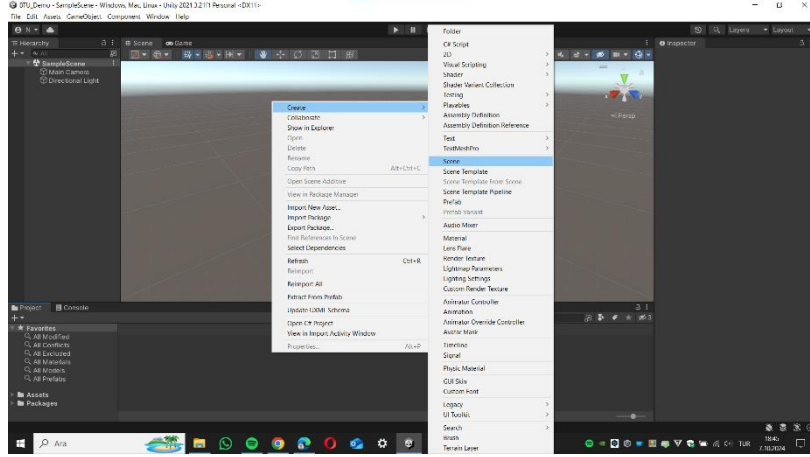 BTU_Demo - SampleScene - Windows, Mac, Linux - Unity 2021.3.21f1 Personal <DX11>
File Edit Assets GameObject Component Window Help
Layers
Layout
Hierarchy
Scene
Game
Inspector
All
SampleScene
Main Camera
Directional Light
Persp
Create
Collaborate
Show in Explorer
Open
Delete
Rename
Copy Path Alt+Ctrl+C
Open Scene Additive
View in Package Manager
Import New Asset...
Import Package
Export Package...
Find References In Scene
Select Dependencies
Refresh Ctrl+R
Reimport
Reimport All
Extract From Prefab
Update UXML Schema
Open C# Project
View in Import Activity Window
Properties... Alt+P
Folder
C# Script
2D
Visual Scripting
Shader
Shader Variant Collection
Testing
Playables
Assembly Definition
Assembly Definition Reference
Text
TextMeshPro
Scene
Scene Template
Scene Template From Scene
Scene Template Pipeline
Prefab
Prefab Variant
Audio Mixer
Material
Lens Flare
Render Texture
Lightmap Parameters
Lighting Settings
Custom Render Texture
Animator Controller
Animation
Animator Override Controller
Avatar Mask
Timeline
Signal
Physic Material
GUI Skin
Custom Font
Legacy
UI Toolkit
Search
Brush
Terrain Layer
Project
Console
Favorites
All Modified
All Conflicts
All Excluded
All Materials
All Models
All Prefabs
Assets
Packages
Ara
TUR
18:45
7.10.2024